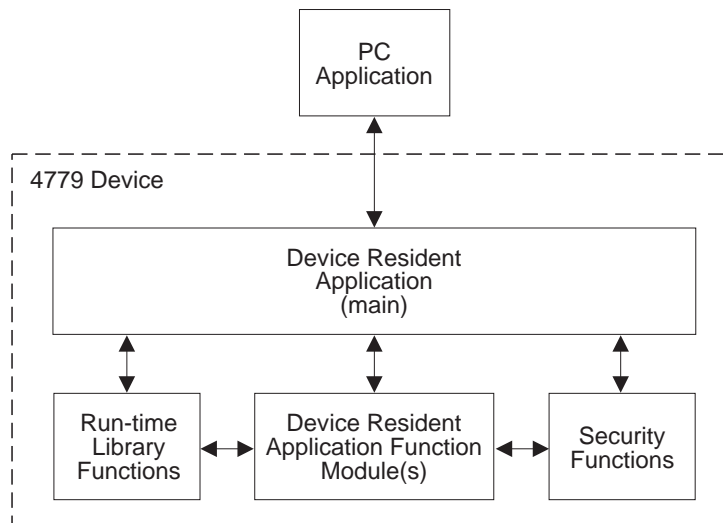 PC
Application
4779 Device
Device Resident
Application
(main)
Run-time
Library
Functions
Device Resident
Application Function
Module(s)
Security
Functions